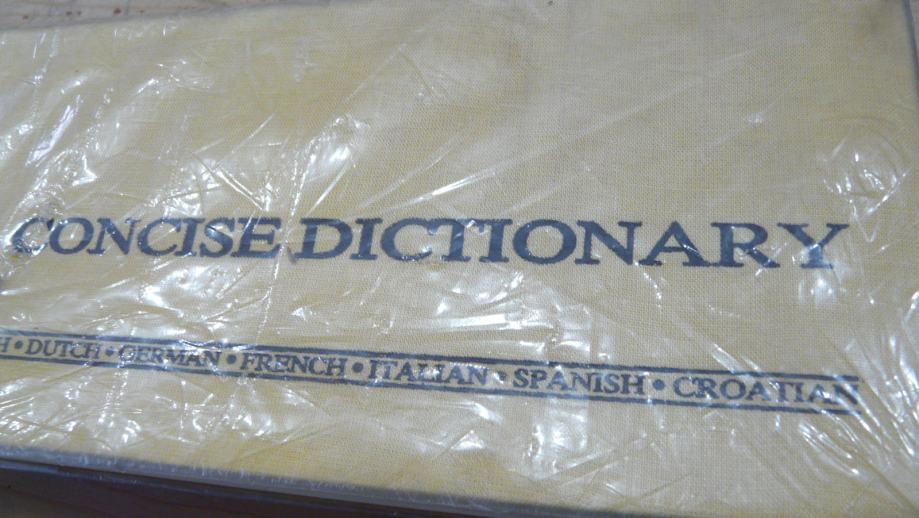 CONCISE DICTIONARY
• DUTCH • GERMAN • FRENCH • ITALIAN • SPANISH • CROATIAN